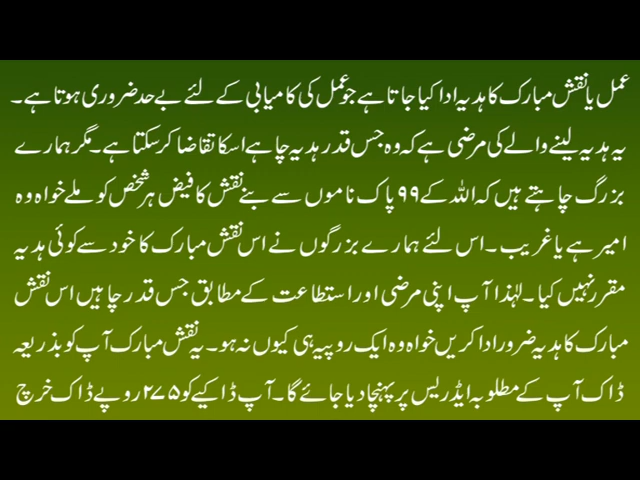 عمل یا نقش مبارک کا ہدیہ ادا کیا جاتا ہے جو عمل کی کامیابی کے لئے بے حد ضروری ہوتا ہے۔
یہ ہدیہ لینے والے کی مرضی ہے کہ وہ جس قدر ہدیہ چاہے اسکا تقاضا کر سکتا ہے۔ مگر ہمارے
بزرگ چاہتے ہیں کہ اللہ کے ۹۹ پاک ناموں سے بنے نقش کا فیض ہر شخص کو ملے خواہ وہ
امیر ہے یا غریب۔ اس لئے ہمارے بزرگوں نے اس نقش مبارک کا خود سے کوئی ہدیہ
مقرر نہیں کیا۔ لہٰذا آپ اپنی مرضی اور استطاعت کے مطابق جس قدر چاہیں اس نقش
مبارک کا ہدیہ ضرور ادا کریں خواہ وہ ایک روپیہ ہی کیوں نہ ہو۔ یہ نقش مبارک آپ کو بذریعہ
ڈاک آپ کے مطلوبہ ایڈریس پر پہنچا دیا جائے گا۔ آپ ڈاکیے کو ۲۷۵ روپے ڈاک خرچ